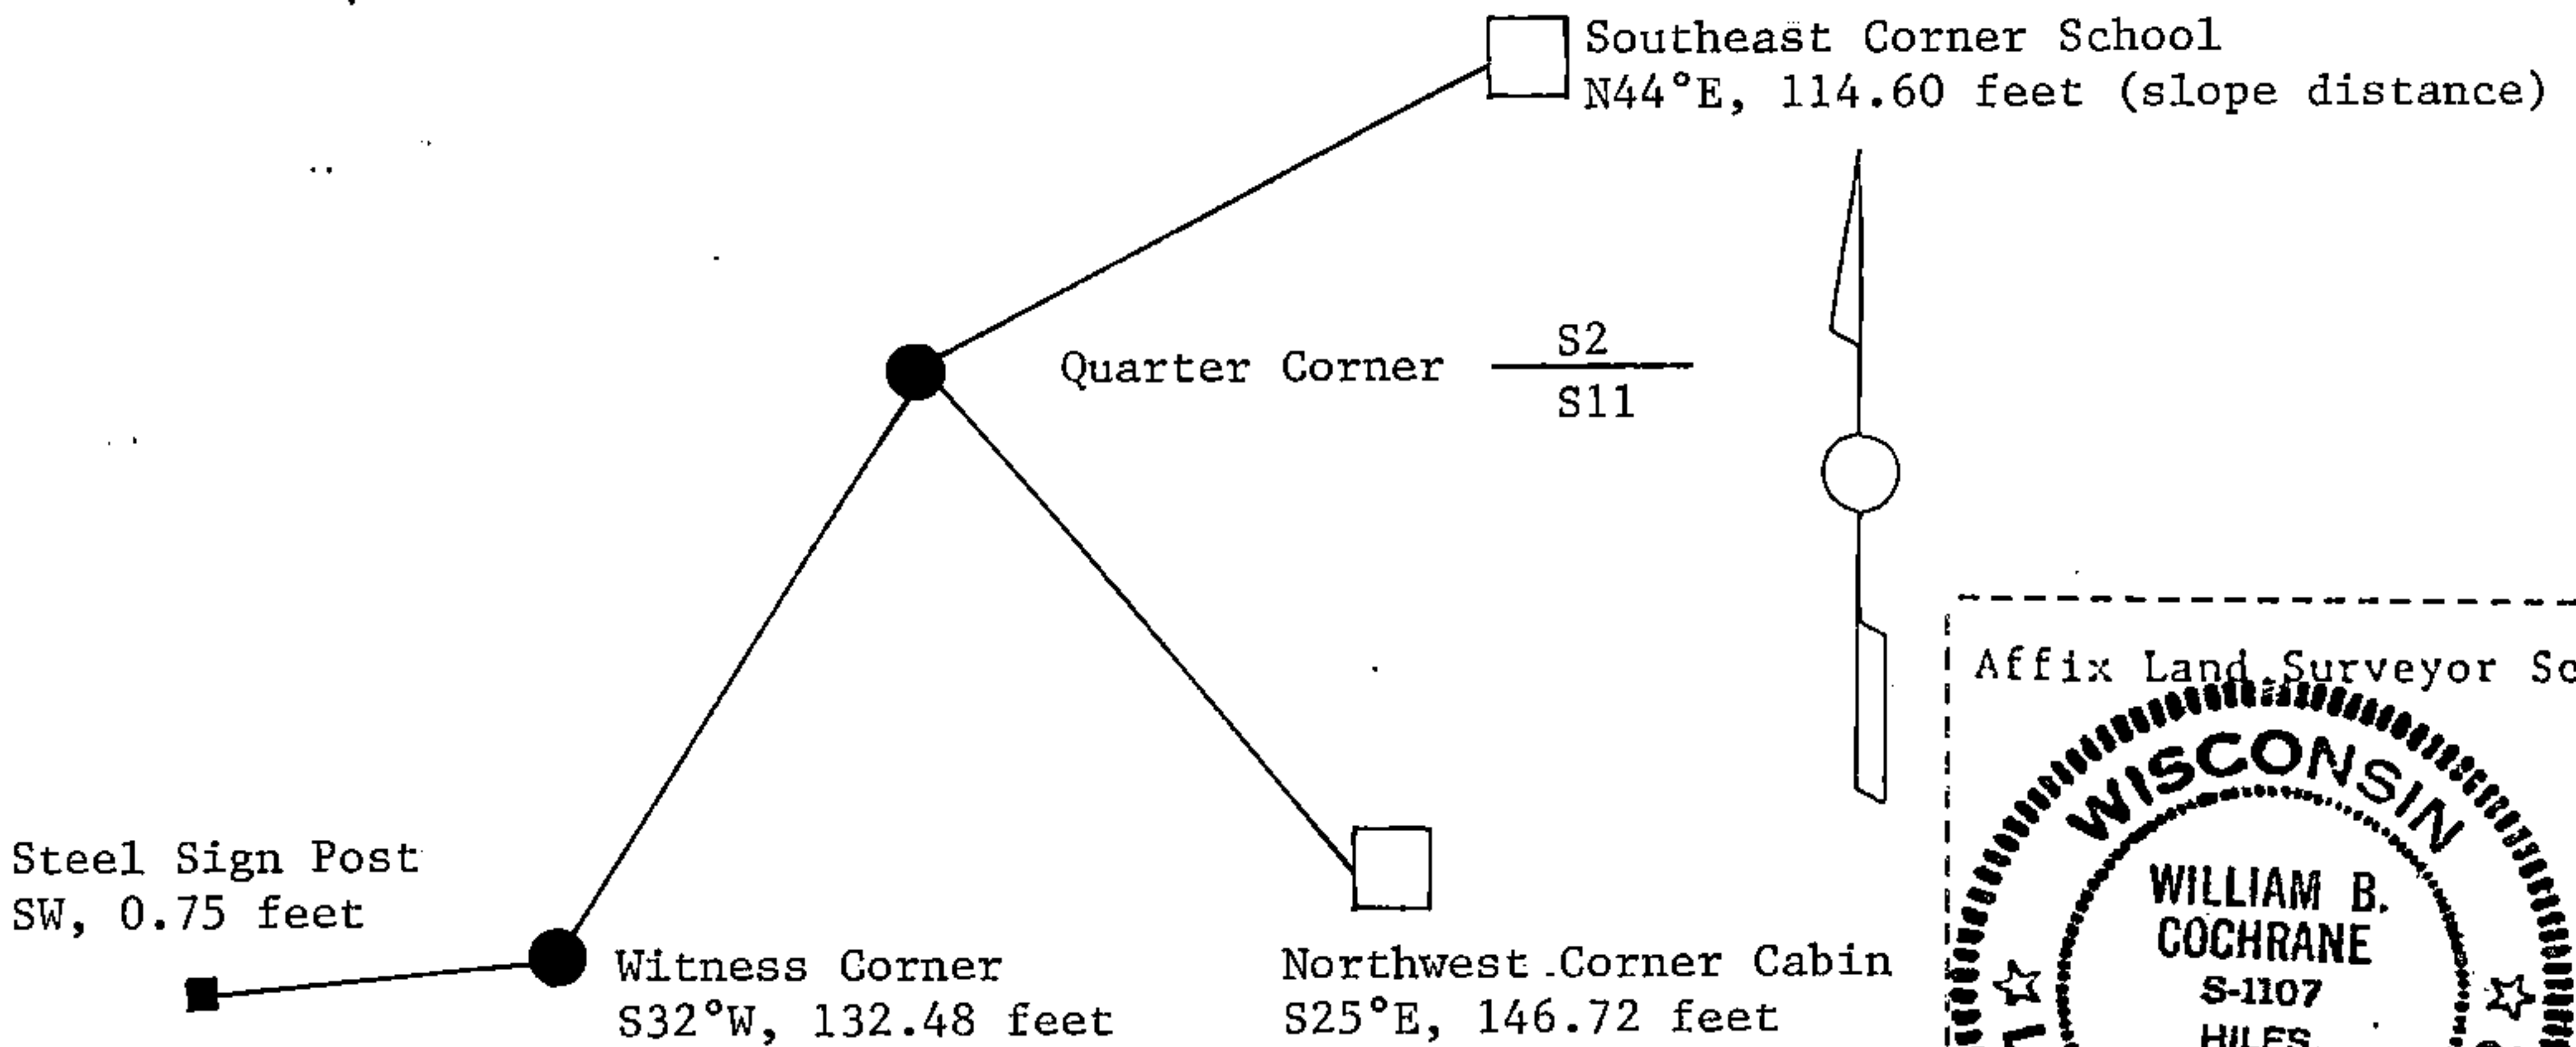 Southeast Corner School
N44°E, 114.60 feet (slope distance)
Quarter Corner
S2
S11
Affix Land Surveyor
Steel Sign Post
SW, 0.75 feet
Witness Corner
S32°W, 132.48 feet
Northwest Corner Cabin
S25°E, 146.72 feet
WISCONSIN
WILLIAM B.
COCHRANE
S-1107
HILES